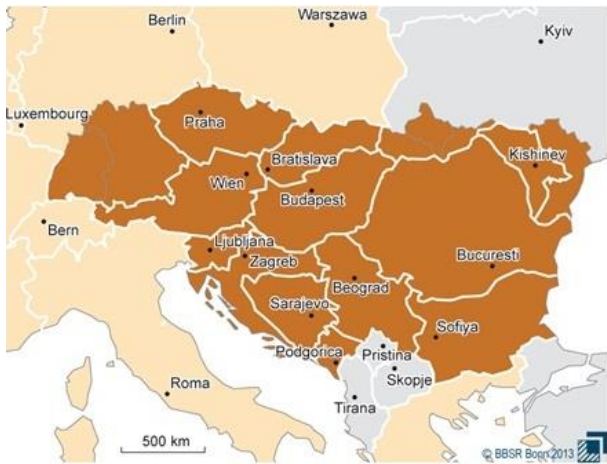 Warszawa
Berlin
Kyiv
Luxembourg
Praha
Kishinev
Bratislava
Wien
Budapest
Bern
Ljubljana
Zagreb
Bucuresti
Beograd
Sarajevo
Sofiya
Podgorica
Pristina
Skopje
Roma
Tirana
500 km
© BBSR Bonn 2013